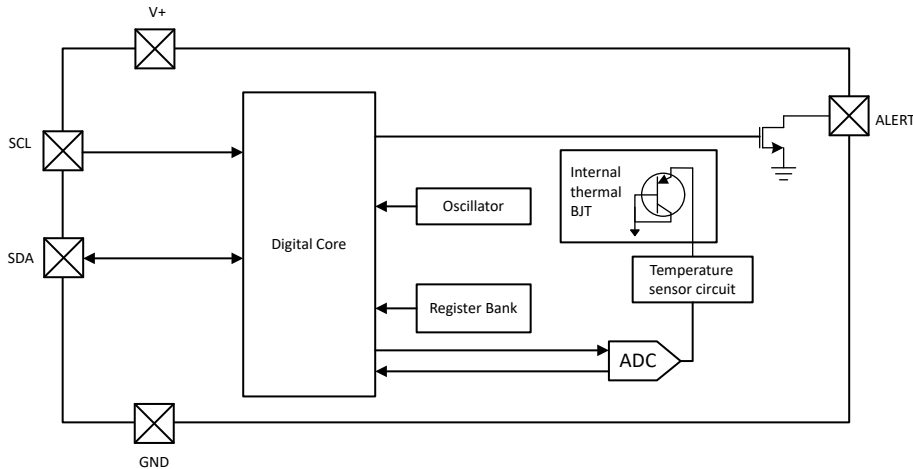 V+
SCL
ALERT
Internal
thermal
BJT
Oscillator
Digital Core
SDA
Temperature
sensor circuit
Register Bank
ADC
GND